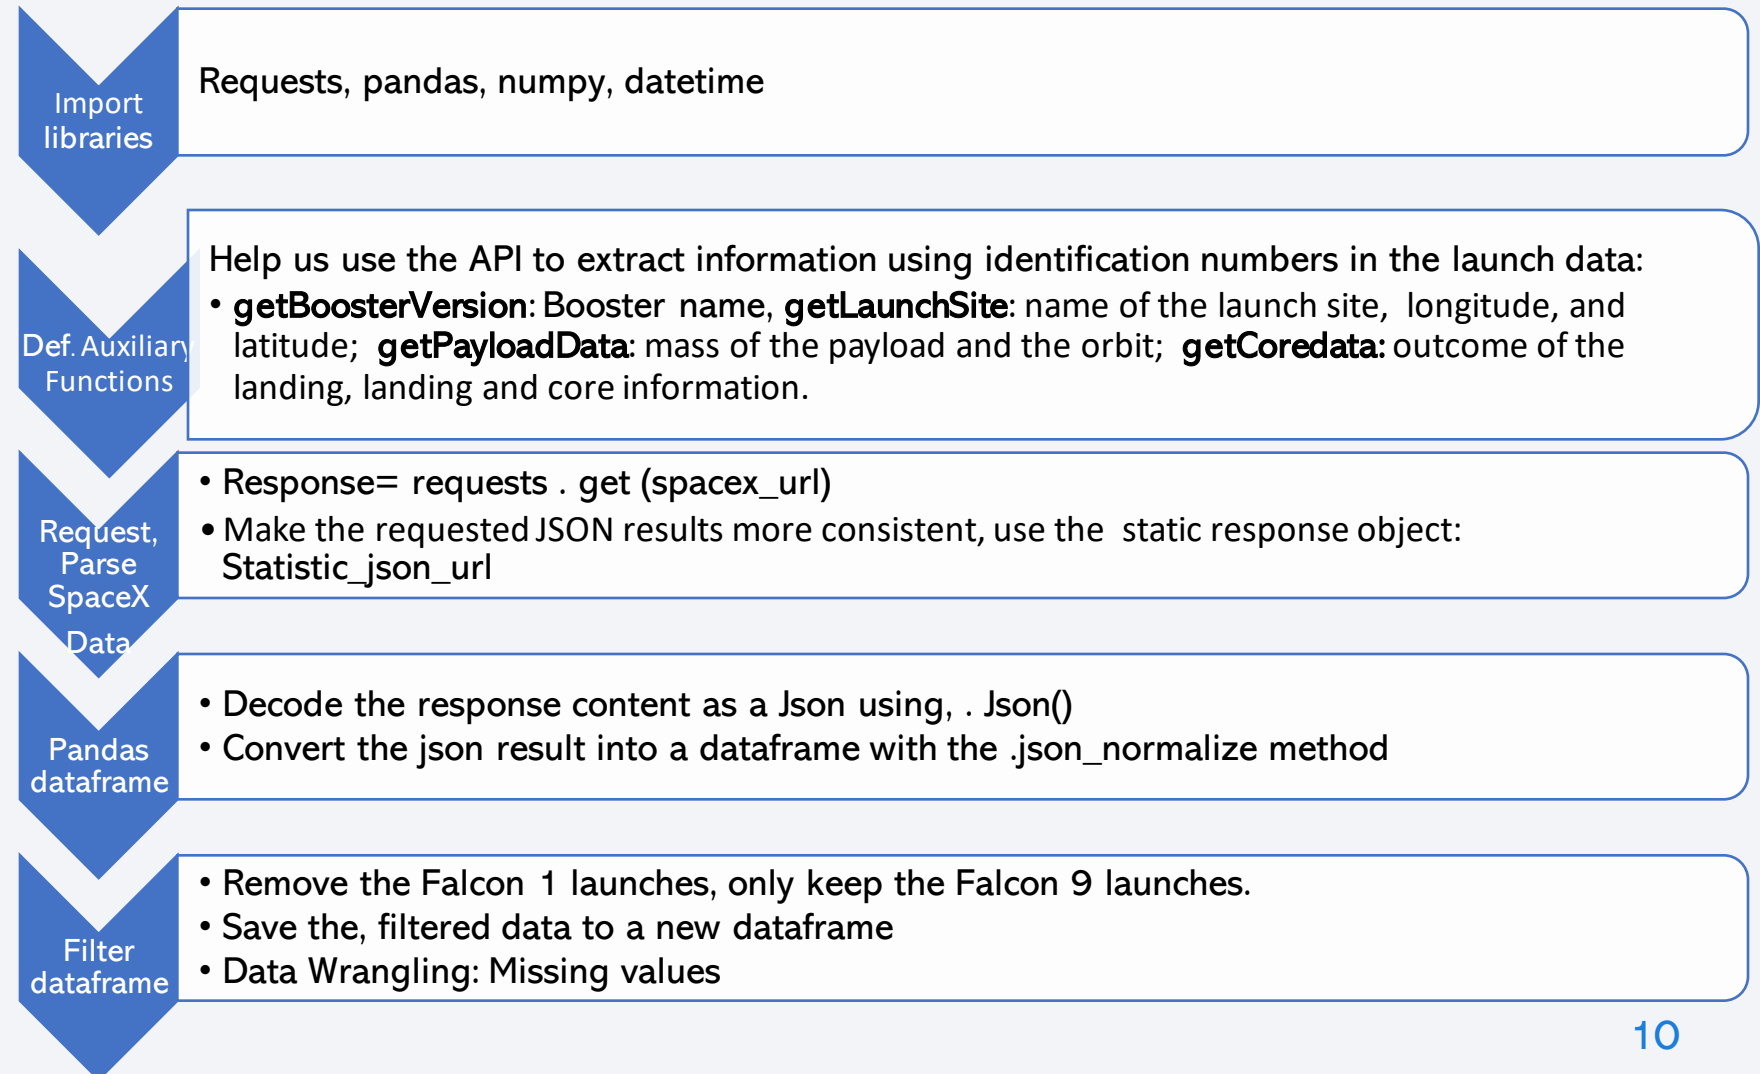 Import
libraries
Requests, pandas, numpy, datetime
Def. Auxiliary
Functions
Help us use the API to extract information using identification numbers in the launch data:
• getBoosterVersion: Booster name, getLaunchSite: name of the launch site, longitude, and
latitude; getPayloadData: mass of the payload and the orbit; getCoredata: outcome of the
landing, landing and core information.
Request,
Parse
SpaceX
Data
• Response= requests . get (spacex_url)
• Make the requested JSON results more consistent, use the static response object:
Statistic_json_url
Pandas
dataframe
• Decode the response content as a Json using, . Json()
• Convert the json result into a dataframe with the .json_normalize method
Filter
dataframe
• Remove the Falcon 1 launches, only keep the Falcon 9 launches.
• Save the, filtered data to a new dataframe
• Data Wrangling: Missing values
10